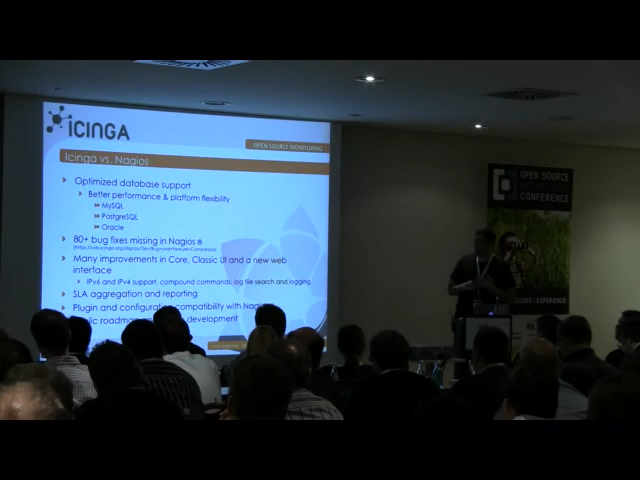 ICINGA
OPEN SOURCE MONITORING
Icinga vs. Nagios
Optimized database support
Better performance & platform flexibility
MySQL
PostgreSQL
Oracle
80+ bug fixes missing in Nagios ®
Many improvements in Core, Classic UI and a new web
interface
IPv6 and IPv4 support, compound commands, log file search and logging
SLA aggregation and reporting
Plugin and configuration compatibility with
development
OPEN SOURCE
CONFERENCE
EXPERIENCE